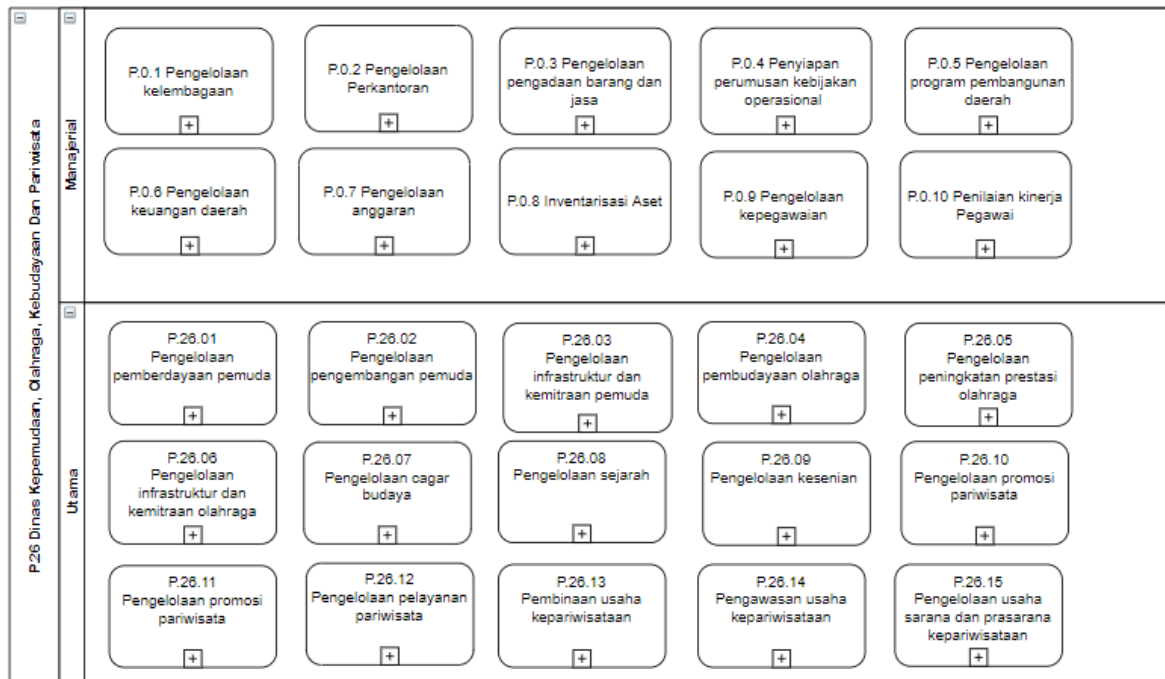 P26 Dinas Kepemudaan, Olahraga, Kebudayaan Dan Pariwisata
Manajerial
P.0.1 Pengelolaan
kelembagaan
P.0.2 Pengelolaan
Perkantoran
P.0.3 Pengelolaan
pengadaan barang dan
jasa
P.0.4 Penyiapan
perumusan kebijakan
operasional
P.0.5 Pengelolaan
program pembangunan
daerah
P.0.6 Pengelolaan
keuangan daerah
P.0.7 Pengelolaan
anggaran
P.0.8 Inventarisasi Aset
P.0.9 Pengelolaan
kepegawaian
P.0.10 Penilaian kinerja
Pegawai
Utama
P.26.01
Pengelolaan
pemberdayaan pemuda
P.26.02
Pengelolaan
pengembangan pemuda
P.26.03
Pengelolaan
infrastruktur dan
kemitraan pemuda
P.26.04
Pengelolaan
pembudayaan olahraga
P.26.05
Pengelolaan
peningkatan prestasi
olahraga
P.26.06
Pengelolaan
infrastruktur dan
kemitraan olahraga
P.26.07
Pengelolaan cagar
budaya
P.26.08
Pengelolaan sejarah
P.26.09
Pengelolaan kesenian
P.26.10
Pengelolaan promosi
pariwisata
P.26.11
Pengelolaan promosi
pariwisata
P.26.12
Pengelolaan pelayanan
pariwisata
P.26.13
Pembinaan usaha
kepariwisataan
P.26.14
Pengawasan usaha
kepariwisataan
P.26.15
Pengelolaan usaha
sarana dan prasarana
kepariwisataan